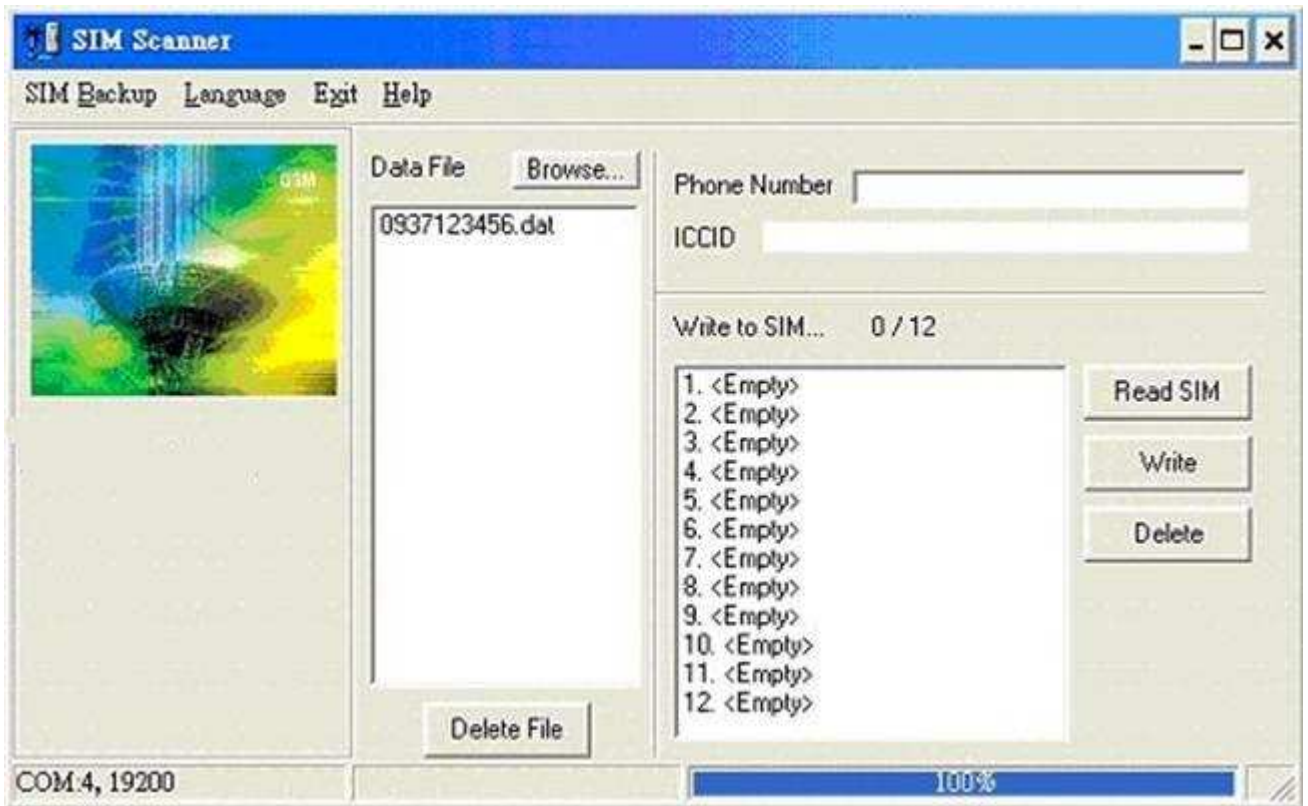 SIM Scanner
SIM Backup Language Exit Help
GSM
Data File Browse...
0937123456.dat
Delete File
Phone Number
ICCID
Write to SIM... 0 / 12
1. <Empty>
2. <Empty>
3. <Empty>
4. <Empty>
5. <Empty>
6. <Empty>
7. <Empty>
8. <Empty>
9. <Empty>
10. <Empty>
11. <Empty>
12. <Empty>
Read SIM
Write
Delete
COM:4, 19200
100%